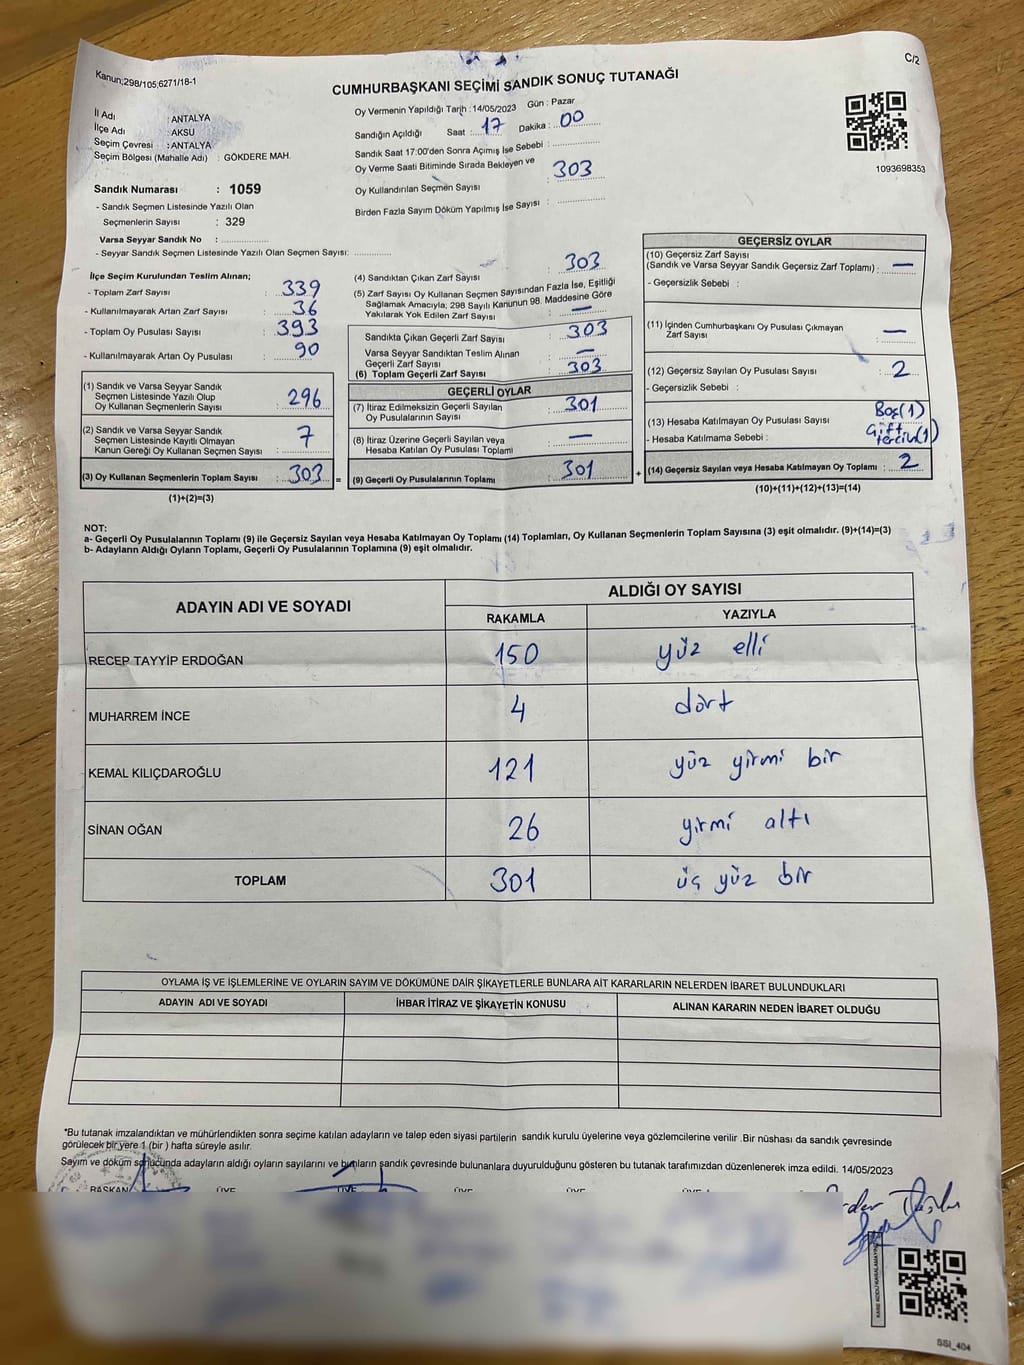 Kanun;298/105;6271/18-1
C/2
CUMHURBAŞKANI SEÇİMİ SANDIK SONUÇ TUTANAĞI
İl Adı : ANTALYA
İlçe Adı : AKSU
Seçim Çevresi : ANTALYA
Seçim Bölgesi (Mahalle Adı) : GÖKDERE MAH.
Sandık Numarası : 1059
- Sandık Seçmen Listesinde Yazılı Olan
Seçmenlerin Sayısı : 329
Varsa Seyyar Sandık No :
- Seyyar Sandık Seçmen Listesinde Yazılı Olan Seçmen Sayısı:
Oy Vermenin Yapıldığı Tarih : 14/05/2023 Gün : Pazar
Sandığın Açıldığı Saat : 17 Dakika : 00
Sandık Saat 17:00'den Sonra Açımış İse Sebebi :
Oy Verme Saati Bitiminde Sırada Bekleyen ve
Oy Kullandırılan Seçmen Sayısı : 303
Birden Fazla Sayım Döküm Yapılmış İse Sayısı :
1093698353
İlçe Seçim Kurulundan Teslim Alınan;
- Toplam Zarf Sayısı : 339
- Kullanılmayarak Artan Zarf Sayısı : 36
- Toplam Oy Pusulası Sayısı : 393
- Kullanılmayarak Artan Oy Pusulası : 90
(1) Sandık ve Varsa Seyyar Sandık
Seçmen Listesinde Yazılı Olup
Oy Kullanan Seçmenlerin Sayısı : 296
(2) Sandık ve Varsa Seyyar Sandık
Seçmen Listesinde Kayıtlı Olmayan
Kanun Gereği Oy Kullanan Seçmen Sayısı : 7
(3) Oy Kullanan Seçmenlerin Toplam Sayısı : 303
(1)+(2)=(3)
(4) Sandıktan Çıkan Zarf Sayısı : 303
(5) Zarf Sayısı Oy Kullanan Seçmen Sayısından Fazla İse, Eşitliği
Sağlamak Amacıyla; 298 Sayılı Kanunun 98. Maddesine Göre
Yakılarak Yok Edilen Zarf Sayısı : —
Sandıkta Çıkan Geçerli Zarf Sayısı : 303
Varsa Seyyar Sandıktan Teslim Alınan
Geçerli Zarf Sayısı : —
(6) Toplam Geçerli Zarf Sayısı : 303
GEÇERLİ OYLAR
(7) İtiraz Edilmeksizin Geçerli Sayılan
Oy Pusulalarının Sayısı : 301
(8) İtiraz Üzerine Geçerli Sayılan veya
Hesaba Katılan Oy Pusulası Toplamı : —
= (9) Geçerli Oy Pusulalarının Toplamı : 301 +
GEÇERSİZ OYLAR
(10) Geçersiz Zarf Sayısı
(Sandık ve Varsa Seyyar Sandık Geçersiz Zarf Toplamı) : —
- Geçersizlik Sebebi :
(11) İçinden Cumhurbaşkanı Oy Pusulası Çıkmayan
Zarf Sayısı : —
(12) Geçersiz Sayılan Oy Pusulası Sayısı : 2
- Geçersizlik Sebebi :
(13) Hesaba Katılmayan Oy Pusulası Sayısı : Boş(1)
- Hesaba Katılmama Sebebi : Çift tercih(1)
(14) Geçersiz Sayılan veya Hesaba Katılmayan Oy Toplamı : 2
(10)+(11)+(12)+(13)=(14)
NOT:
a- Geçerli Oy Pusulalarının Toplamı (9) ile Geçersiz Sayılan veya Hesaba Katılmayan Oy Toplamı (14) Toplamları, Oy Kullanan Seçmenlerin Toplam Sayısına (3) eşit olmalıdır. (9)+(14)=(3)
b- Adayların Aldığı Oyların Toplamı, Geçerli Oy Pusulalarının Toplamına (9) eşit olmalıdır.
ADAYIN ADI VE SOYADI ALDIĞI OY SAYISI
RAKAMLA YAZIYLA
RECEP TAYYİP ERDOĞAN 150 yüz elli
MUHARREM İNCE 4 dört
KEMAL KILIÇDAROĞLU 121 yüz yirmi bir
SİNAN OĞAN 26 yirmi altı
TOPLAM 301 üç yüz bir
OYLAMA İŞ VE İŞLEMLERİNE VE OYLARIN SAYIM VE DÖKÜMÜNE DAİR ŞİKAYETLERLE BUNLARA AİT KARARLARIN NELERDEN İBARET BULUNDUKLARI
ADAYIN ADI VE SOYADI İHBAR İTİRAZ VE ŞİKAYETİN KONUSU ALINAN KARARIN NEDEN İBARET OLDUĞU
*Bu tutanak imzalandıktan ve mühürlendikten sonra seçime katılan adayların ve talep eden siyasi partilerin sandık kurulu üyelerine veya gözlemcilerine verilir .Bir nüshası da sandık çevresinde
görülecek bir yere 1 (bir ) hafta süreyle asılır.
Sayım ve döküm sonucunda adayların aldığı oyların sayılarını ve bunların sandık çevresinde bulunanlara duyurulduğunu gösteren bu tutanak tarafımızdan düzenlenerek imza edildi. 14/05/2023
BAŞKAN ÜYE ÜYE ÜYE ÜYE ÜYE
KARE KODU KARALAMAYINIZ
SSI_404